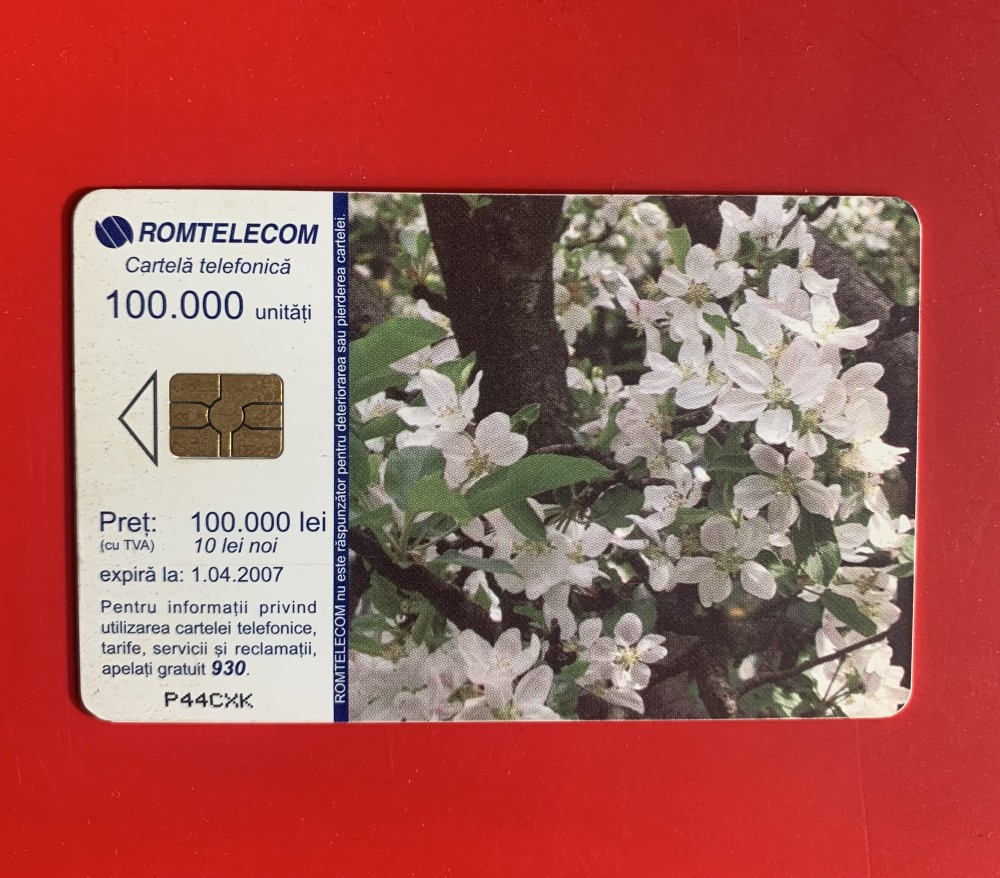 ROMTELECOM
Cartelă telefonică
100.000 unități
Preț: 100.000 lei
(cu TVA) 10 lei noi
expiră la: 1.04.2007
Pentru informații privind
utilizarea cartelei telefonice,
tarife, servicii și reclamații,
apelați gratuit 930.
P44CXK
ROMTELECOM nu este răspunzător pentru deteriorarea sau pierderea cartelei.